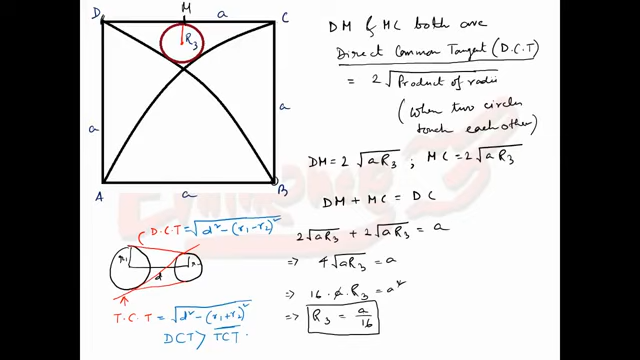 D
M
a
C
R₃
a
a
A
a
B
D.C.T = √(d² − (r₁ − r₂)²)
r₁
d
T.C.T = √(d² − (r₁ + r₂)²)
DCT > TCT
DM & MC both are
Direct Common Tangent (D.C.T)
= 2√Product of radii
(When two circles
touch each other)
DM = 2√aR₃ ; MC = 2√aR₃
DM + MC = DC
2√aR₃ + 2√aR₃ = a
⇒ 4√aR₃ = a
⇒ 16 · a · R₃ = a²
⇒ R₃ = a/16